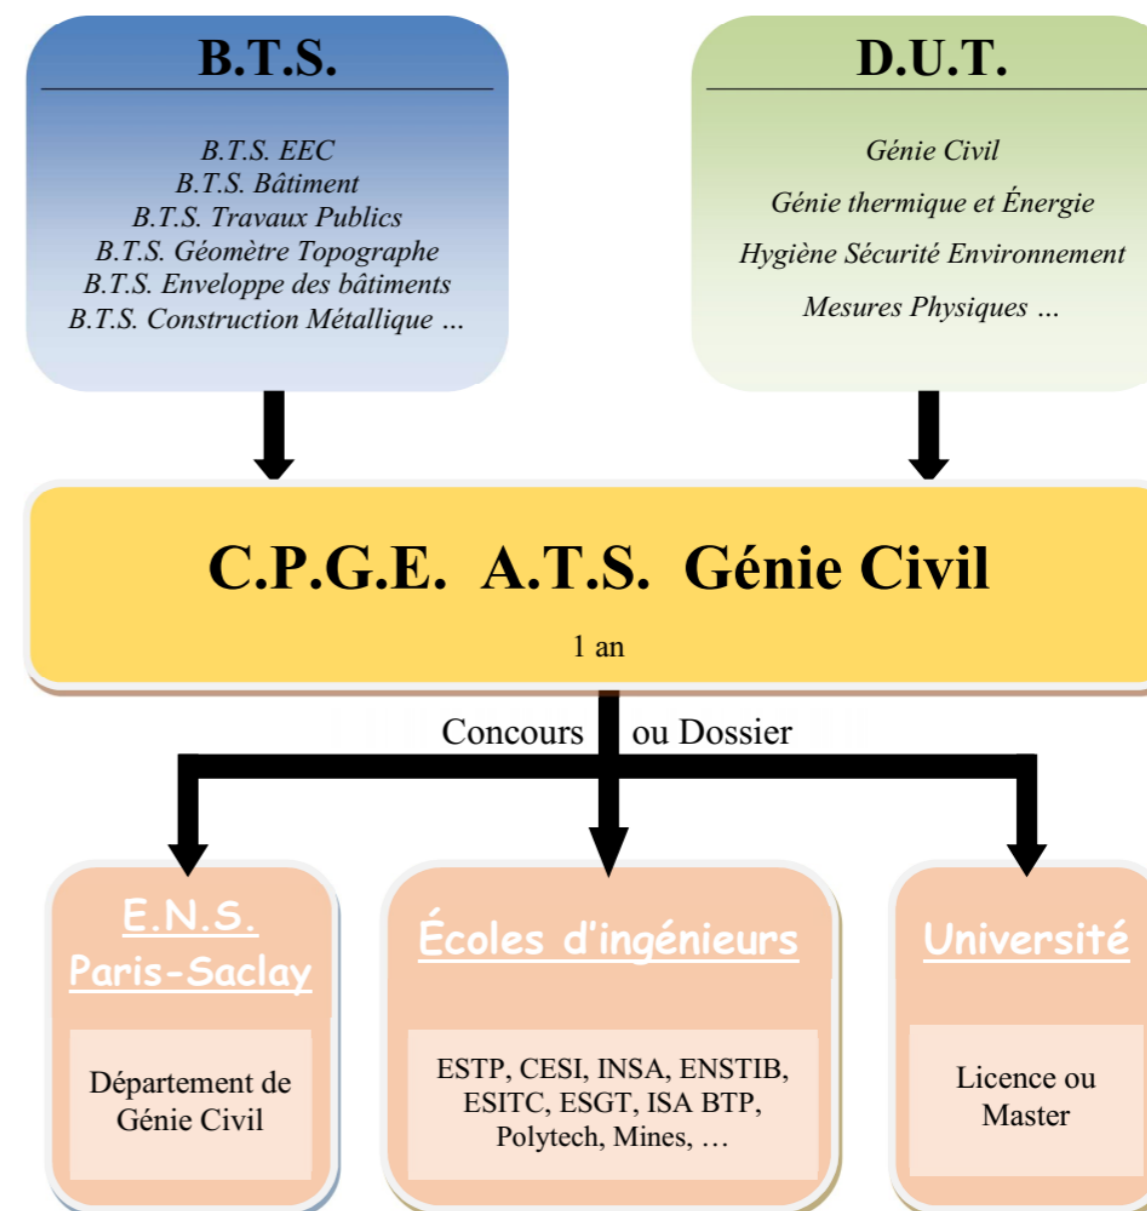 B.T.S.
B.T.S. EEC
B.T.S. Bâtiment
B.T.S. Travaux Publics
B.T.S. Géomètre Topographe
B.T.S. Enveloppe des bâtiments
B.T.S. Construction Métallique …
D.U.T.
Génie Civil
Génie thermique et Énergie
Hygiène Sécurité Environnement
Mesures Physiques …
C.P.G.E. A.T.S. Génie Civil
1 an
Concours ou Dossier
E.N.S.
Paris-Saclay
Département de
Génie Civil
Écoles d'ingénieurs
ESTP, CESI, INSA, ENSTIB,
ESITC, ESGT, ISA BTP,
Polytech, Mines, …
Université
Licence ou
Master